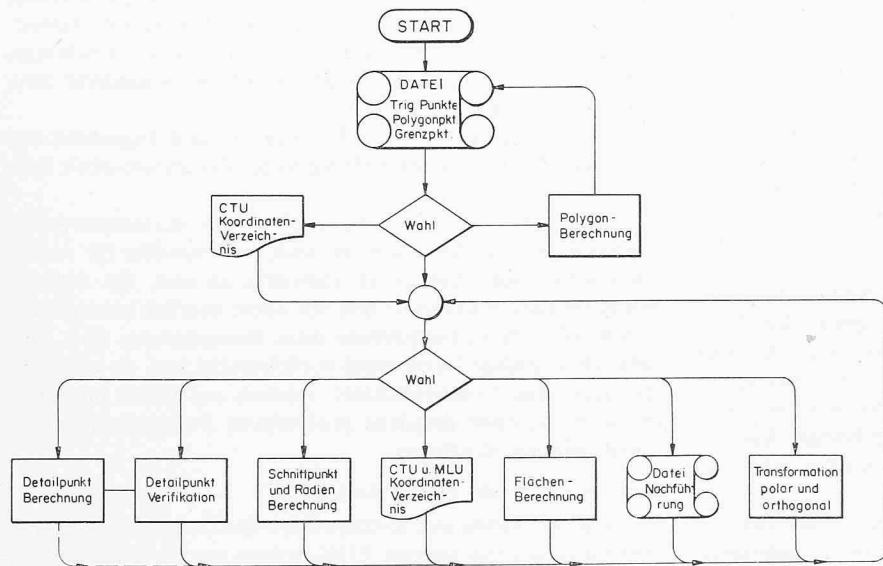 START
DATEI
Trig. Punkte
Polygonpkt.
Grenzpkt.
CTU
Koordinaten-
Verzeich-
nis
Wahl
Polygon-
Berechnung
Wahl
Detailpunkt
Berechnung
Detailpunkt
Verifikation
Schnittpunkt
und Radien
Berechnung
CTU u. MLU
Koordinaten-
Verzeich-
nis
Flächen-
Berechnung
Datei
Nachfüh-
rung
Transformation
polar und
orthogonal